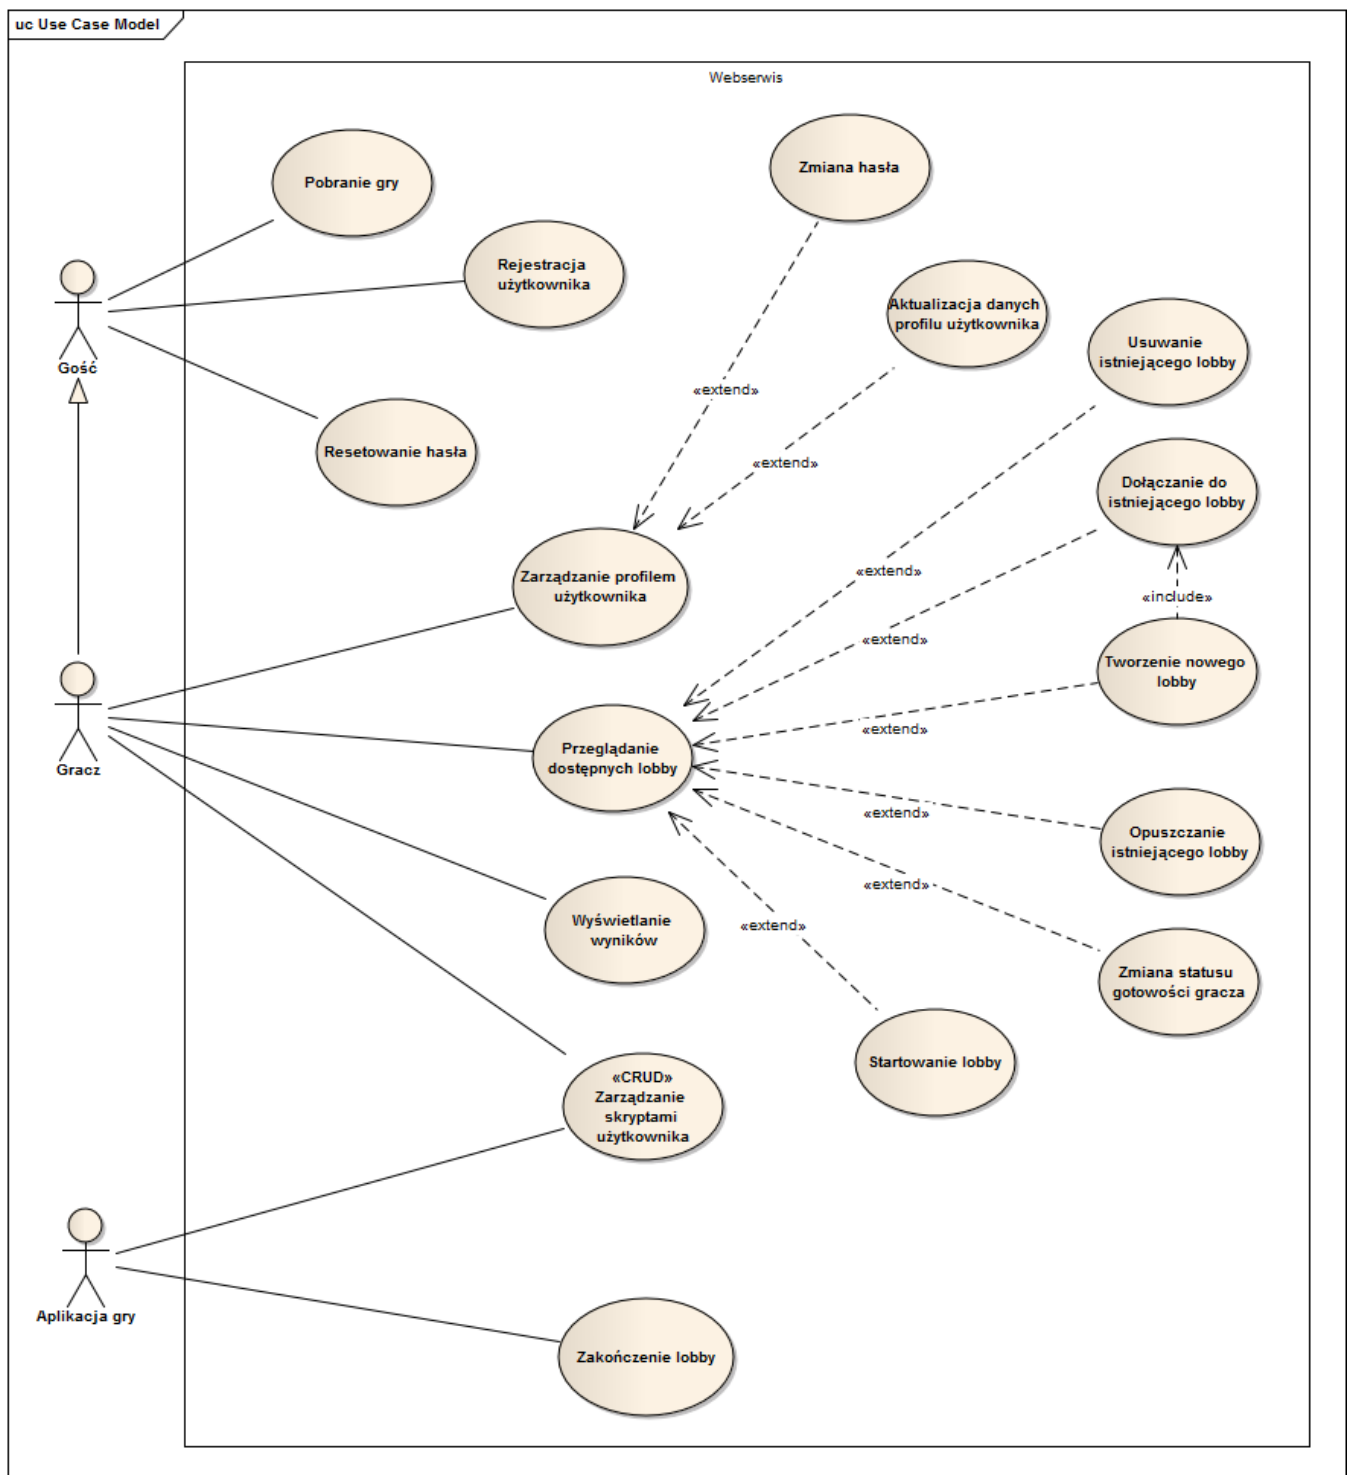 uc Use Case Model
Webserwis
Zmiana hasła
Pobranie gry
Rejestracja
użytkownika
Aktualizacja danych
profilu użytkownika
Usuwanie
istniejącego lobby
Gość
«extend»
Resetowanie hasła
«extend»
Dołączanie do
istniejącego lobby
«extend»
Zarządzanie profilem
użytkownika
«include»
«extend»
Tworzenie nowego
lobby
Gracz
Przeglądanie
dostępnych lobby
«extend»
«extend»
Opuszczanie
istniejącego lobby
«extend»
Wyświetlanie
wyników
«extend»
Zmiana statusu
gotowości gracza
Startowanie lobby
«CRUD»
Zarządzanie
skryptami
użytkownika
Aplikacja gry
Zakończenie lobby